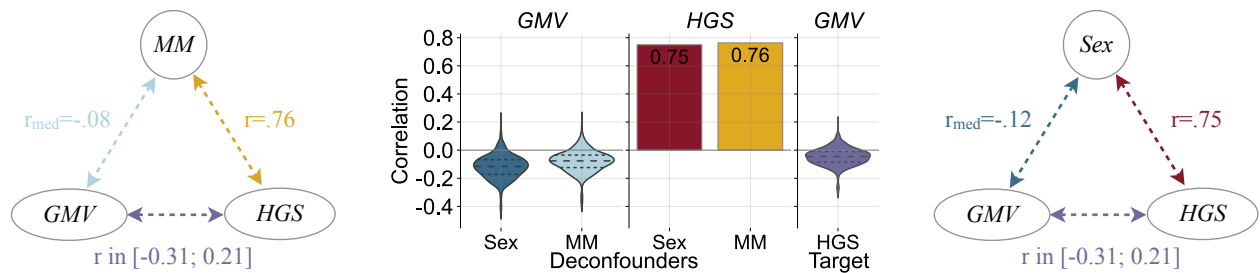 MM
r_med=-.08
r=.76
GMV
HGS
r in [-0.31; 0.21]
GMV
HGS
GMV
Correlation
0.8
0.6
0.4
0.2
0.0
-0.2
-0.4
0.75
0.76
Sex
MM
Sex
MM
HGS
Deconfounders
Target
Sex
r_med=-.12
r=.75
GMV
HGS
r in [-0.31; 0.21]